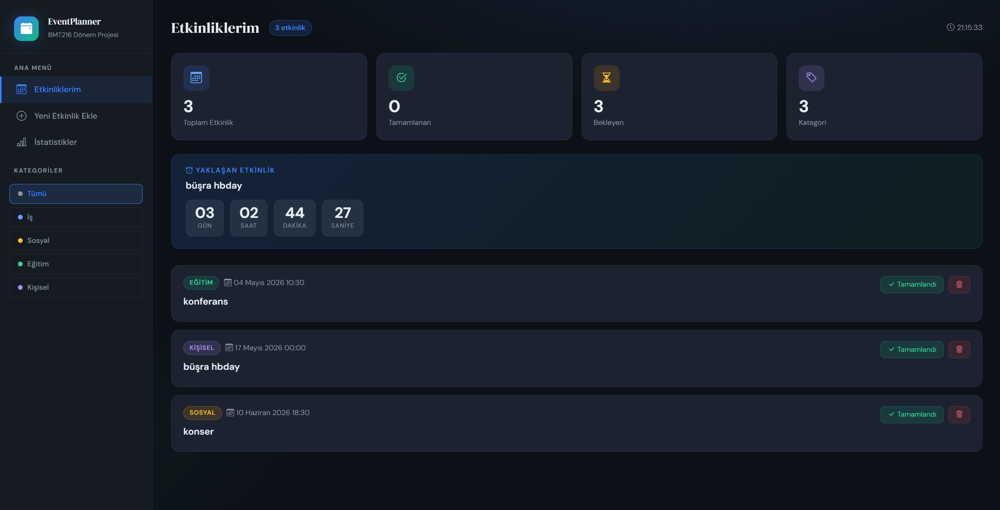 EventPlanner
BMT216 Dönem Projesi
ANA MENÜ
Etkinliklerim
Yeni Etkinlik Ekle
İstatistikler
KATEGORİLER
Tümü
İş
Sosyal
Eğitim
Kişisel
Etkinliklerim
3 etkinlik
21:15:33
3
Toplam Etkinlik
0
Tamamlanan
3
Bekleyen
3
Kategori
YAKLAŞAN ETKİNLİK
büşra hbday
03 02 44 27
GÜN SAAT DAKİKA SANİYE
EĞİTİM 04 Mayıs 2026 10:30
Tamamlandı
konferans
KİŞİSEL 17 Mayıs 2026 00:00
Tamamlandı
büşra hbday
SOSYAL 10 Haziran 2026 18:30
Tamamlandı
konser